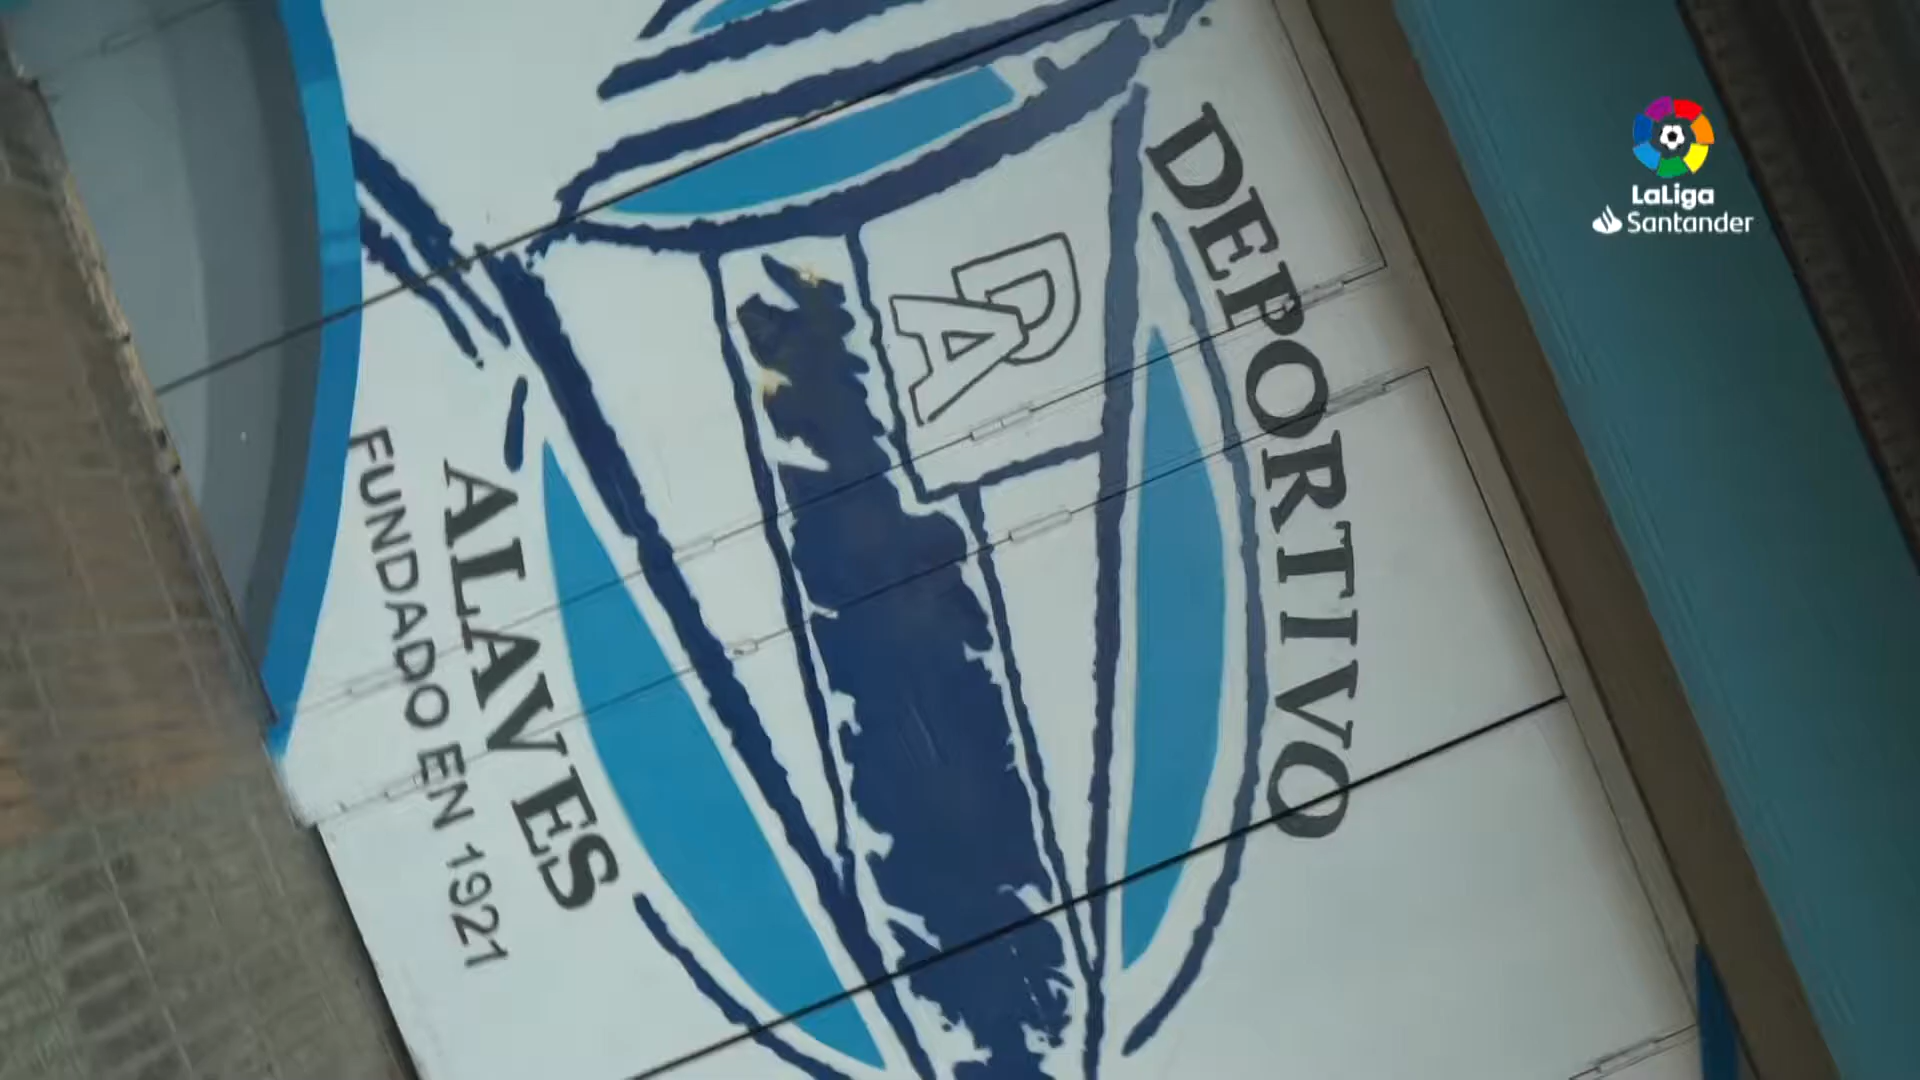 DEPORTIVO
ALAVES
FUNDADO EN 1921
DA
LaLiga
Santander